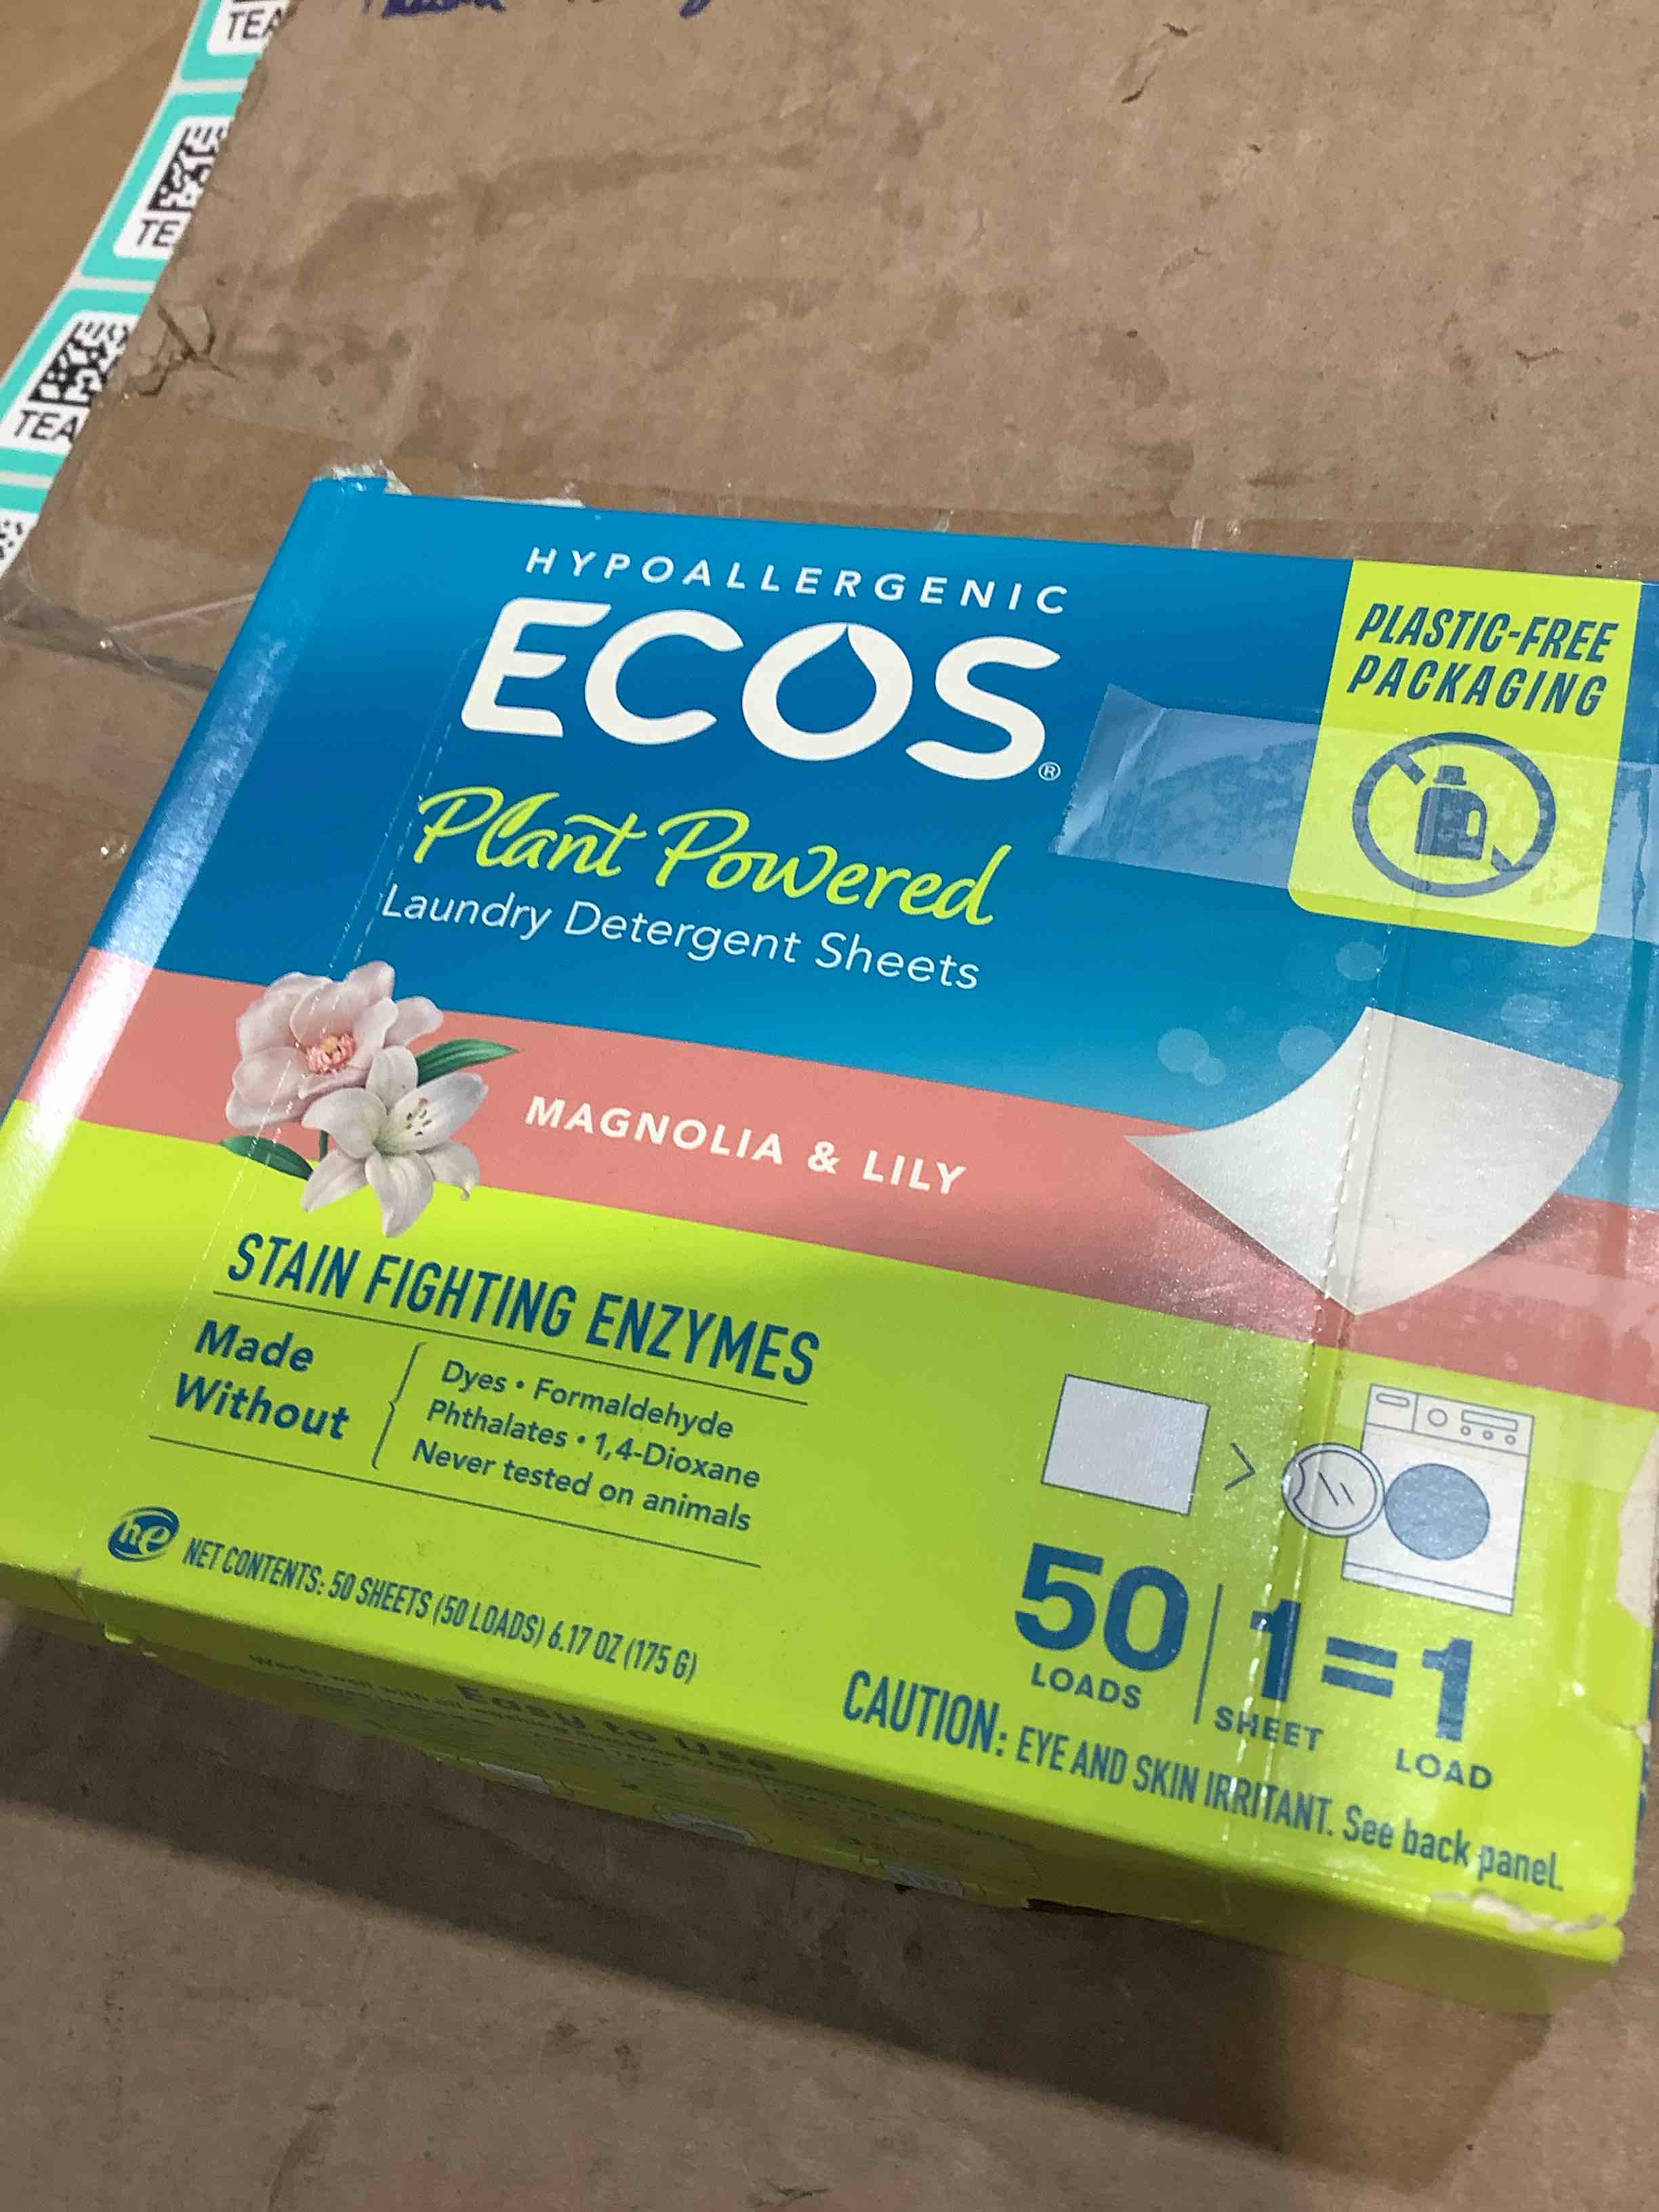 TEA
TE
TEA
HYPOALLERGENIC
ECOS®
Plant Powered
Laundry Detergent Sheets
PLASTIC-FREE
PACKAGING
MAGNOLIA & LILY
STAIN FIGHTING ENZYMES
Made
Without
Dyes • Formaldehyde
Phthalates • 1,4-Dioxane
Never tested on animals
he
NET CONTENTS: 50 SHEETS (50 LOADS) 6.17 OZ (175 G)
>
50
LOADS
1=1
SHEET
LOAD
CAUTION: EYE AND SKIN IRRITANT. See back panel.
Easy to Use